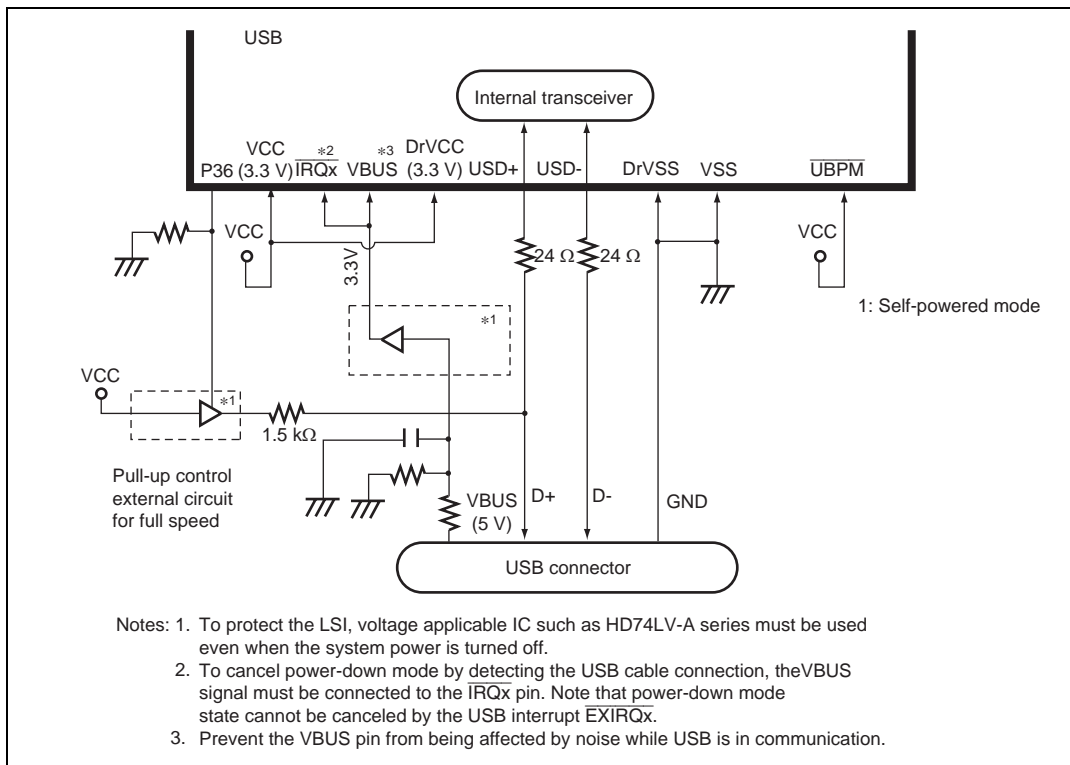 USB
Internal transceiver
VCC *2 *3 DrVCC
P36 (3.3 V) IRQx VBUS (3.3 V) USD+ USD- DrVSS VSS UBPM
VCC
3.3V
24 Ω
24 Ω
VCC
1: Self-powered mode
*1
VCC
*1
1.5 kΩ
Pull-up control
external circuit
for full speed
VBUS
(5 V)
D+
D-
GND
USB connector
Notes: 1. To protect the LSI, voltage applicable IC such as HD74LV-A series must be used
even when the system power is turned off.
2. To cancel power-down mode by detecting the USB cable connection, theVBUS
signal must be connected to the IRQx pin. Note that power-down mode
state cannot be canceled by the USB interrupt EXIRQx.
3. Prevent the VBUS pin from being affected by noise while USB is in communication.